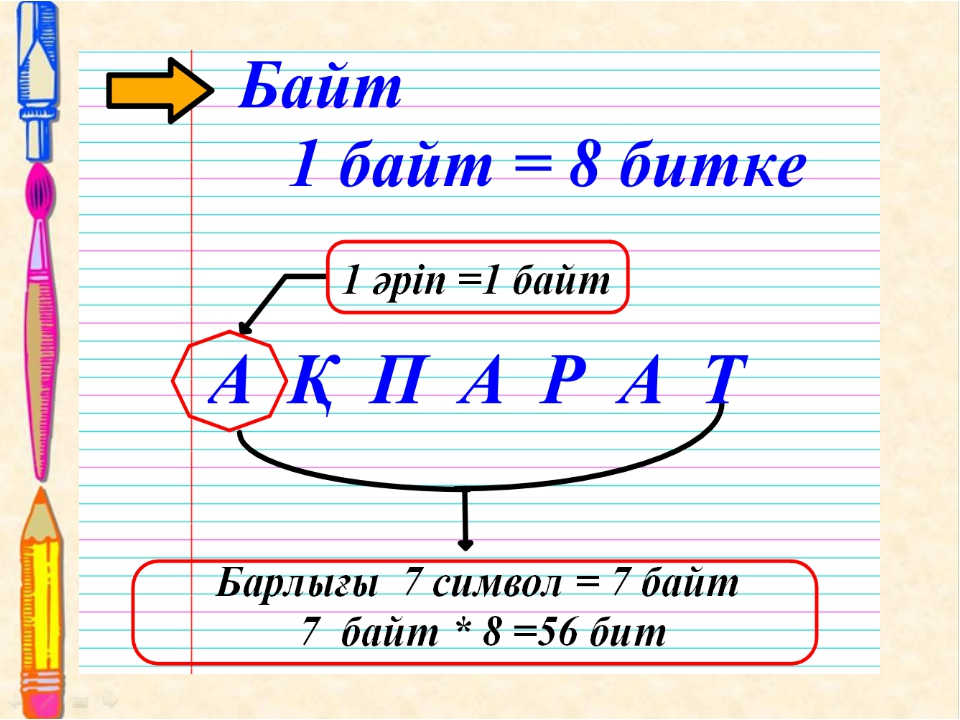 Байт
1 байт = 8 битке
1 әріп =1 байт
А Қ П А Р А Т
Барлығы 7 символ = 7 байт
7 байт * 8 =56 бит